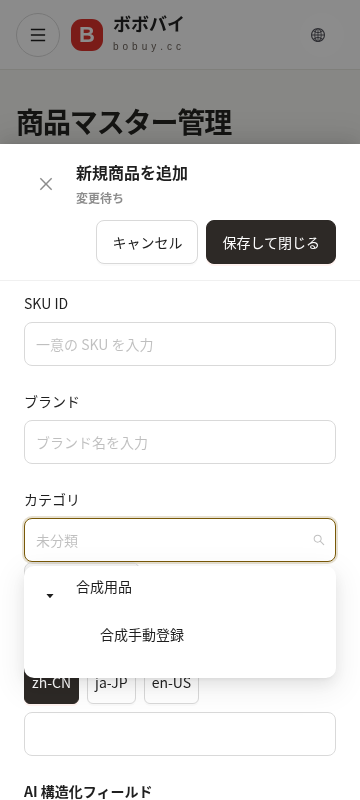 B
ボボバイ
bobuy.cc
商品マスター管理
新規商品を追加
変更待ち
キャンセル
保存して閉じる
SKU ID
一意の SKU を入力
ブランド
ブランド名を入力
カテゴリ
未分類
合成用品
合成手動登録
zh-CN
ja-JP
en-US
AI 構造化フィールド